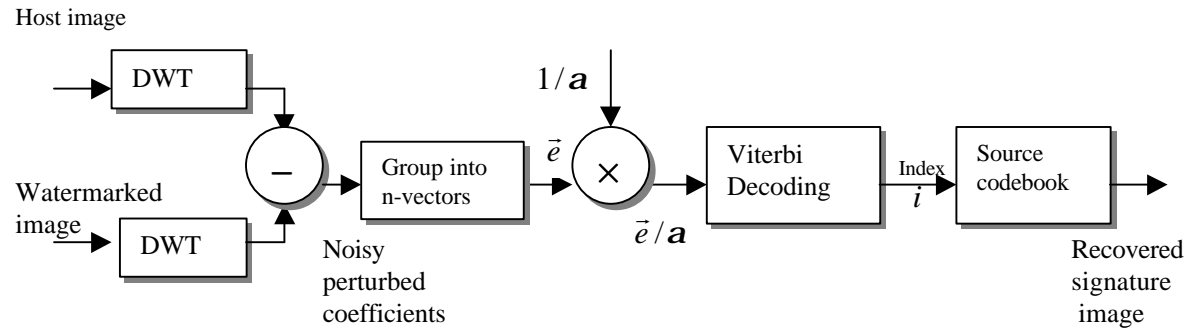 Host image
DWT
1/a
−
Group into
n-vectors
e⃗
×
Viterbi
Decoding
Index
i
Source
codebook
Watermarked
image
DWT
e⃗/a
Noisy
perturbed
coefficients
Recovered
signature
image